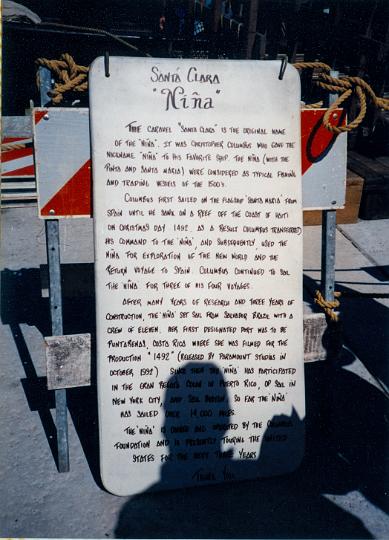 Santa Clara
"Niña"
The caravel "Santa Clara" is the original name
of the "Niña". It was Christopher Columbus who gave the
nickname "Niña" to his favorite ship. The Niña (with the
Pinta and Santa Maria) were considered as typical fishing
and trading vessels of the 1500's.
Columbus first sailed on the flagship 'Santa Maria' from
Spain until he sank on a reef off the coast of Haiti
on Christmas Day 1492. As a result Columbus transferred
his command to the 'Niña', and subsequently used the
Niña for exploration of the New World and the
return voyage to Spain. Columbus continued to sail
the Niña for three of his four voyages.
After many years of research and three years of
construction, the 'Niña' set sail from Salvador Brazil with a
crew of eleven. Her first designated port was to be
Puntarenas, Costa Rica where she was filmed for the
production "1492" (released by Paramount Studios in
October 1992). Since then the 'Niña' has participated
in the Gran Regata Colon in Puerto Rico, Op Sail in
New York City, and Sail Boston. So far the 'Niña'
has sailed over 14,000 miles.
The 'Niña' is owned and operated by the Columbus
Foundation and is presently touring the United
States for the next three years.
Thank You